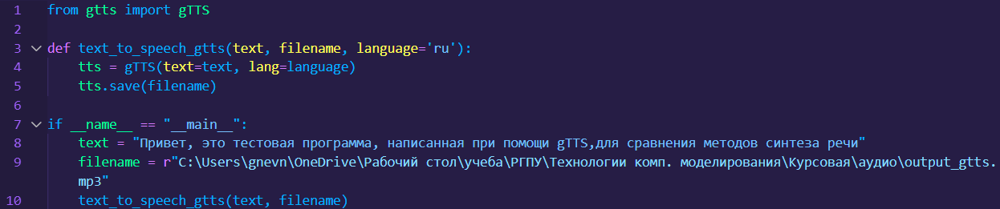 1 from gtts import gTTS
2
3 def text_to_speech_gtts(text, filename, language='ru'):
4     tts = gTTS(text=text, lang=language)
5     tts.save(filename)
6
7 if __name__ == "__main__":
8     text = "Привет, это тестовая программа, написанная при помощи gTTS,для сравнения методов синтеза речи"
9     filename = r"C:\Users\gnevn\OneDrive\Рабочий стол\учеба\РГПУ\Технологии комп. моделирования\Курсовая\аудио\output_gtts.
mp3"
10     text_to_speech_gtts(text, filename)